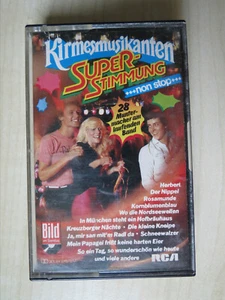 Kirmesmusikanten
SUPER-
STIMMUNG
•••non stop•••
28
Munter-
macher am
laufenden
Band
Herbert
Der Nippel
Rosamunde
Kornblumenblau
Wo die Nordseewellen
In München steht ein Hofbräuhaus
Kreuzberger Nächte · Die kleine Kneipe
Ja, mir san mit'm Radl da · Schneewalzer
Mein Papagei frißt keine harten Eier
So ein Tag, so wunderschön wie heute
und viele andere
Bild
RCA